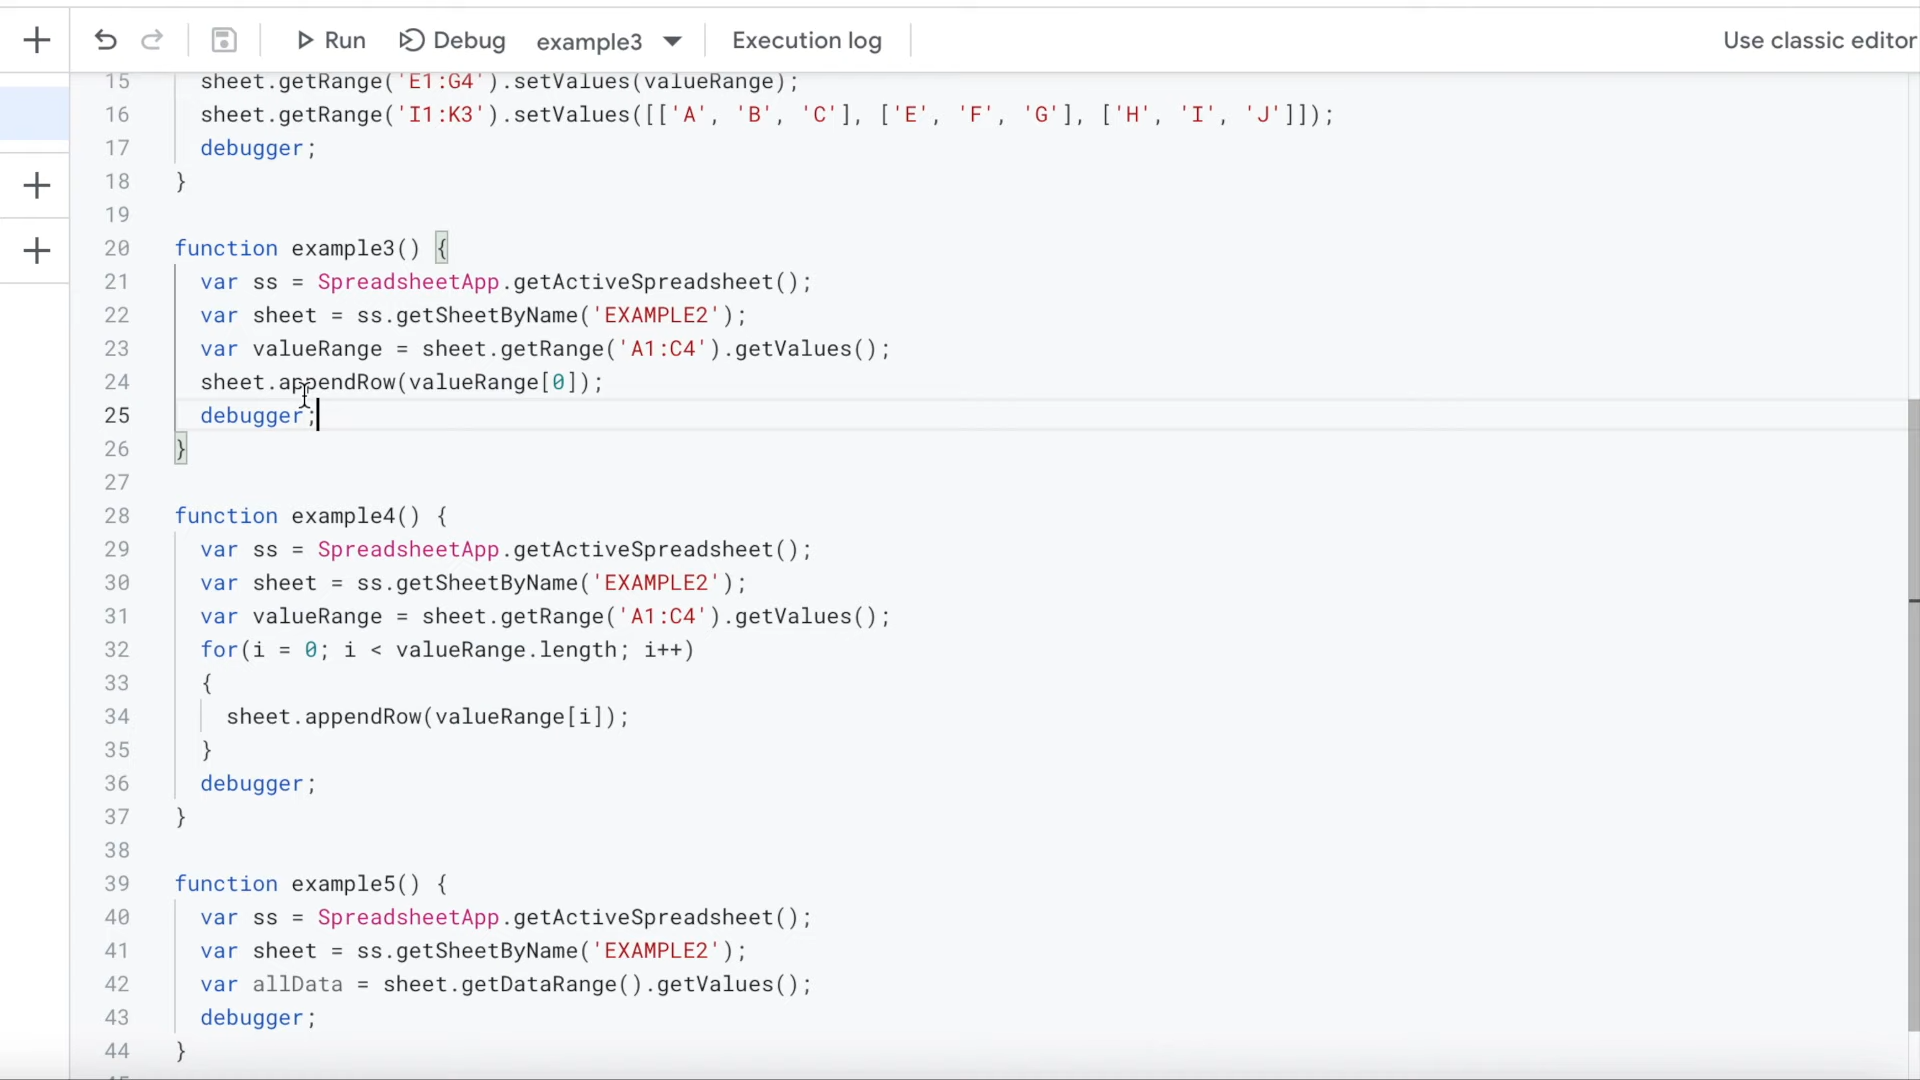 Run Debug example3 Execution log Use classic editor
15 sheet.getRange('E1:G4').setValues(valueRange);
16 sheet.getRange('I1:K3').setValues([['A', 'B', 'C'], ['E', 'F', 'G'], ['H', 'I', 'J']]);
17 debugger;
18 }
19
20 function example3() {
21 var ss = SpreadsheetApp.getActiveSpreadsheet();
22 var sheet = ss.getSheetByName('EXAMPLE2');
23 var valueRange = sheet.getRange('A1:C4').getValues();
24 sheet.appendRow(valueRange[0]);
25 debugger;
26 }
27
28 function example4() {
29 var ss = SpreadsheetApp.getActiveSpreadsheet();
30 var sheet = ss.getSheetByName('EXAMPLE2');
31 var valueRange = sheet.getRange('A1:C4').getValues();
32 for(i = 0; i < valueRange.length; i++)
33 {
34 sheet.appendRow(valueRange[i]);
35 }
36 debugger;
37 }
38
39 function example5() {
40 var ss = SpreadsheetApp.getActiveSpreadsheet();
41 var sheet = ss.getSheetByName('EXAMPLE2');
42 var allData = sheet.getDataRange().getValues();
43 debugger;
44 }